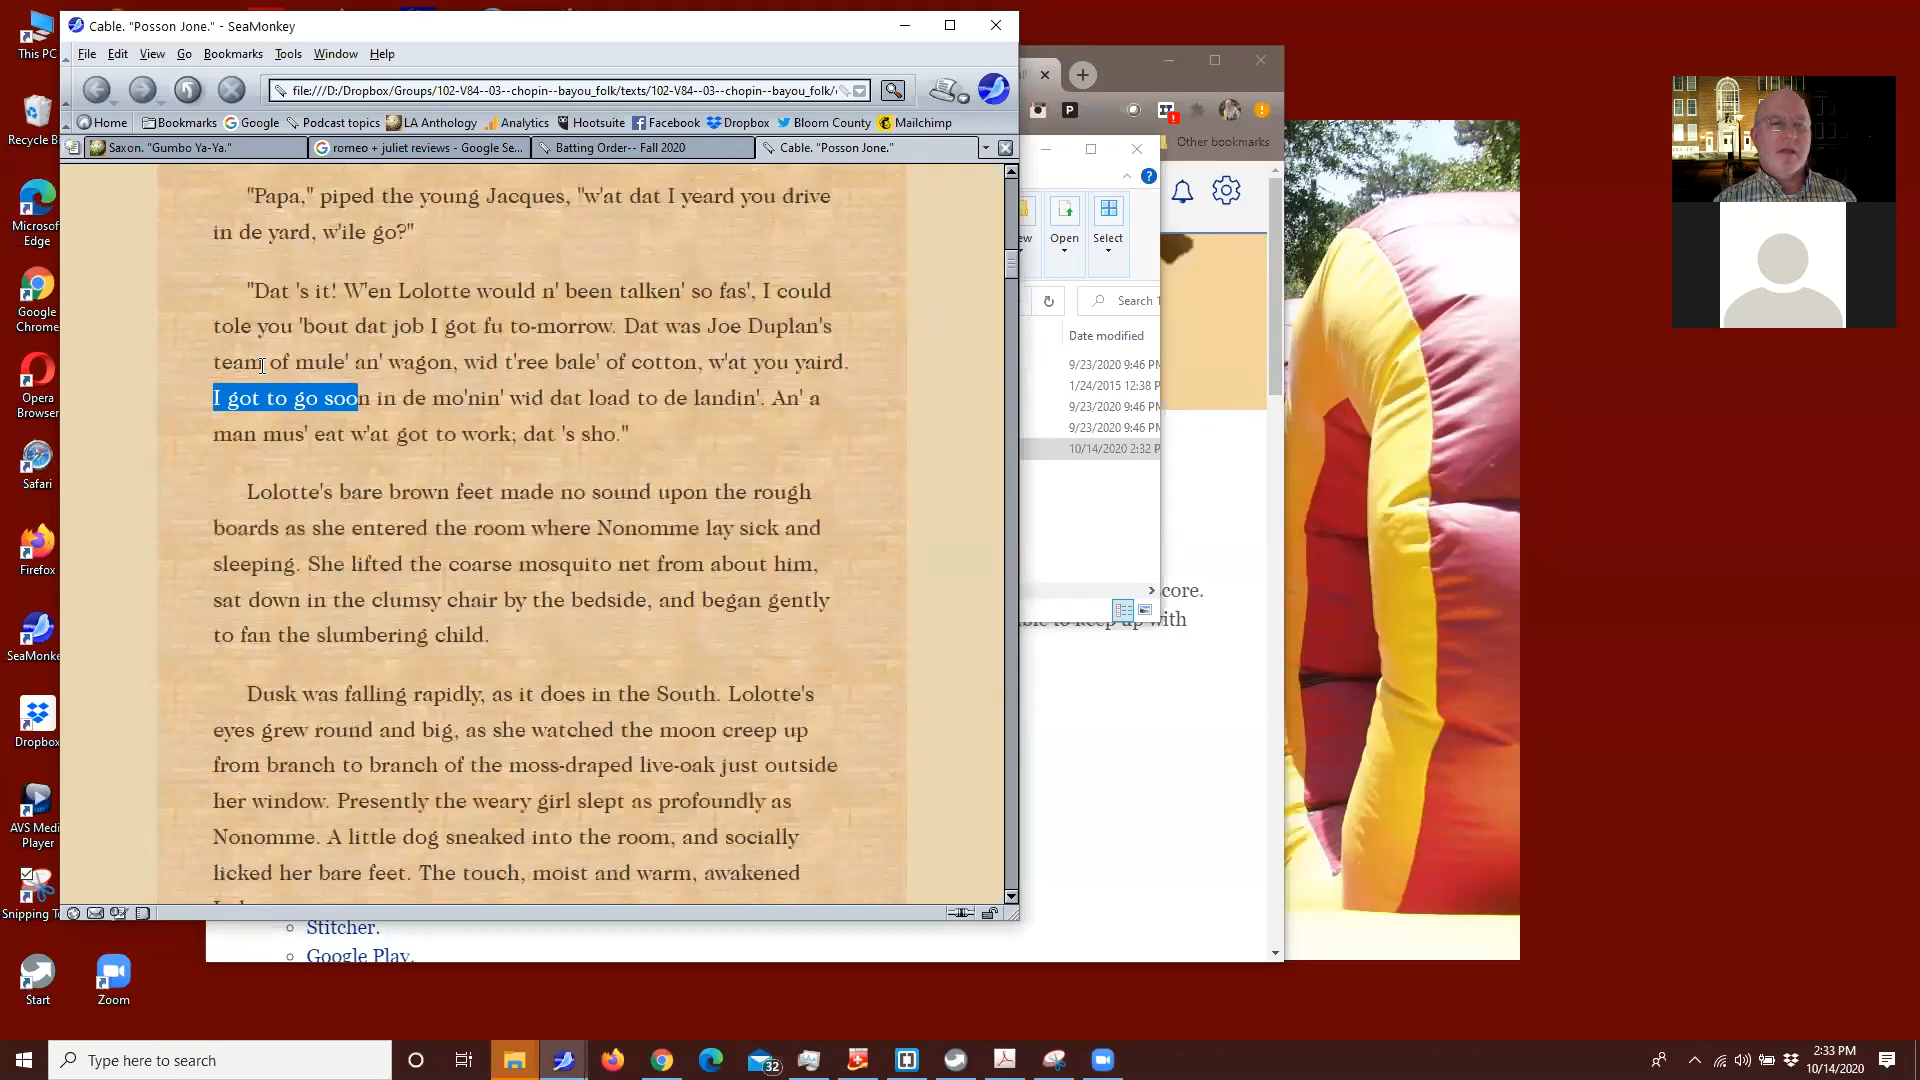 This PC
Recycle B
Microsoft
Edge
Google
Chrome
Opera
Browser
Safari
Firefox
SeaMonke
Dropbox
AVS Medi
Player
Snipping T
Start
Zoom
Cable. "Posson Jone." - SeaMonkey
File Edit View Go Bookmarks Tools Window Help
file:///D:/Dropbox/Groups/102-V84--03--chopin--bayou_folk/texts/102-V84--03--chopin--bayou_folk/
Home Bookmarks Google Podcast topics LA Anthology Analytics Hootsuite Facebook Dropbox Bloom County Mailchimp
Saxon. "Gumbo Ya-Ya." romeo + juliet reviews - Google Se... Batting Order-- Fall 2020 Cable. "Posson Jone."
"Papa," piped the young Jacques, "w'at dat I yeard you drive
in de yard, w'ile go?"
"Dat 's it! W'en Lolotte would n' been talken' so fas', I could
tole you 'bout dat job I got fu to-morrow. Dat was Joe Duplan's
team of mule' an' wagon, wid t'ree bale' of cotton, w'at you yaird.
I got to go soon in de mo'nin' wid dat load to de landin'. An' a
man mus' eat w'at got to work; dat 's sho."
Lolotte's bare brown feet made no sound upon the rough
boards as she entered the room where Nonomme lay sick and
sleeping. She lifted the coarse mosquito net from about him,
sat down in the clumsy chair by the bedside, and began gently
to fan the slumbering child.
Dusk was falling rapidly, as it does in the South. Lolotte's
eyes grew round and big, as she watched the moon creep up
from branch to branch of the moss-draped live-oak just outside
her window. Presently the weary girl slept as profoundly as
Nonomme. A little dog sneaked into the room, and socially
licked her bare feet. The touch, moist and warm, awakened
Other bookmarks
ew Open Select
Search
Date modified
9/23/2020 9:46 PM
1/24/2015 12:38 P
9/23/2020 9:46 PM
9/23/2020 9:46 PM
10/14/2020 2:32 P
core.
to keep up with
Stitcher.
Google Play.
Type here to search
32
2:33 PM
10/14/2020